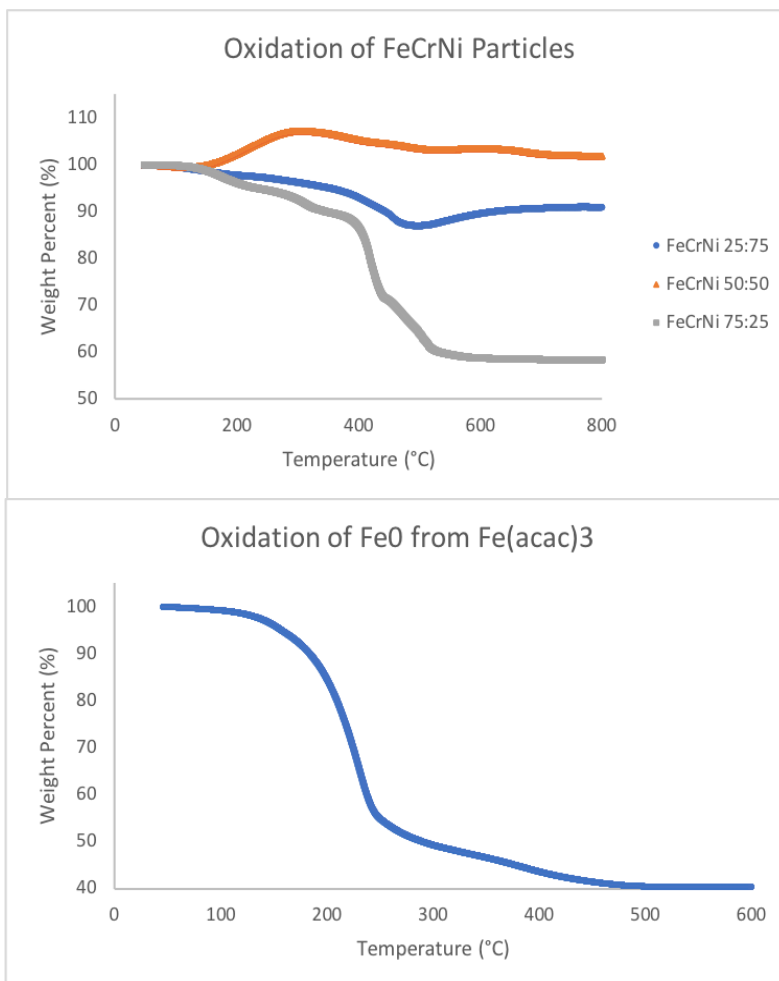 Oxidation of FeCrNi Particles
110
100
90
80
70
60
50
Weight Percent (%)
0 200 400 600 800
Temperature (°C)
FeCrNi 25:75
FeCrNi 50:50
FeCrNi 75:25
Oxidation of Fe0 from Fe(acac)3
100
90
80
70
60
50
40
Weight Percent (%)
0 100 200 300 400 500 600
Temperature (°C)